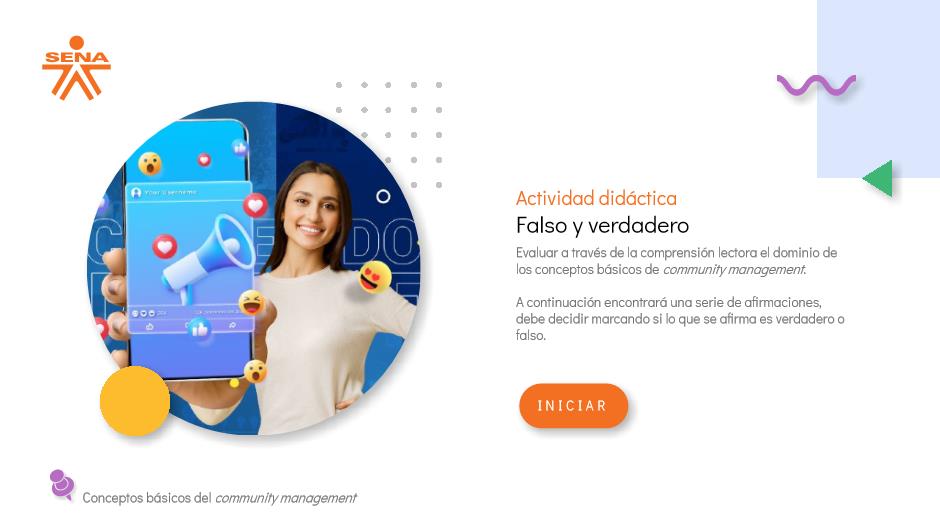 SENA
Your Username
Actividad didáctica
Falso y verdadero
Evaluar a través de la comprensión lectora el dominio de
los conceptos básicos de community management.
A continuación encontrará una serie de afirmaciones,
debe decidir marcando si lo que se afirma es verdadero o
falso.
INICIAR
Conceptos básicos del community management